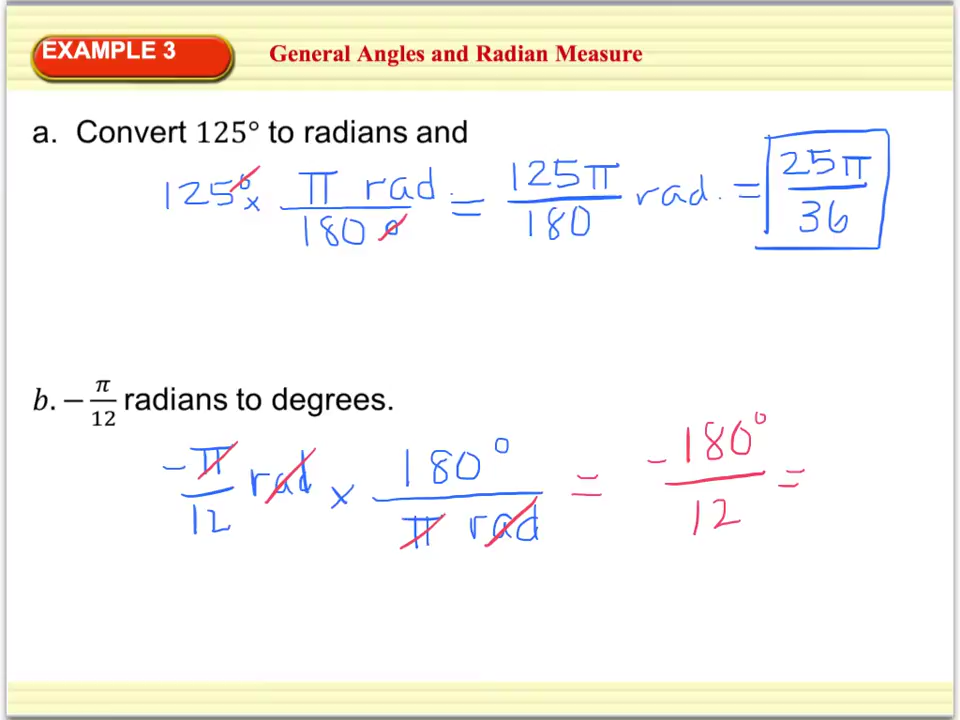 EXAMPLE 3
General Angles and Radian Measure
a. Convert 125° to radians and
125° x π rad / 180° = 125π / 180 rad. = 25π / 36
b. − π/12 radians to degrees.
-π / 12 rad x 180° / π rad = -180° / 12 =